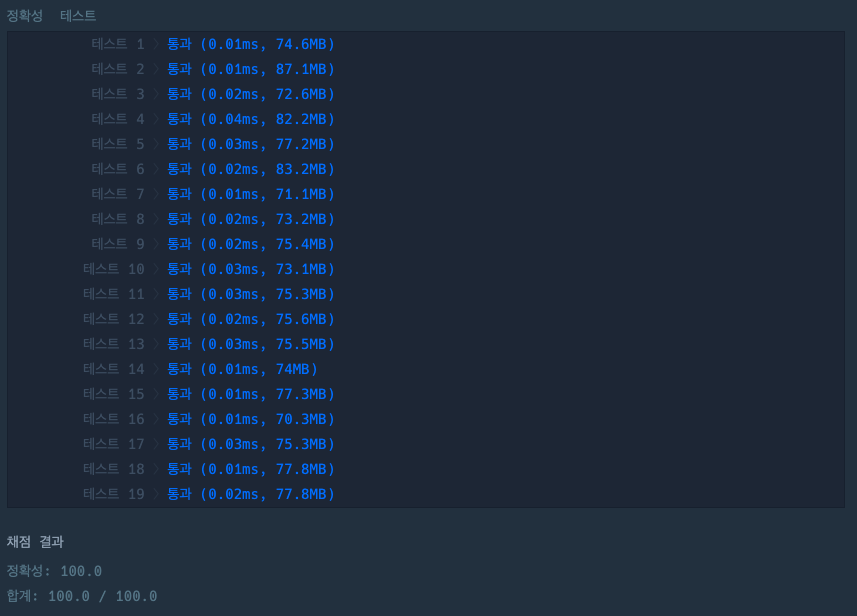 정확성 테스트
테스트 1 〉 통과 (0.01ms, 74.6MB)
테스트 2 〉 통과 (0.01ms, 87.1MB)
테스트 3 〉 통과 (0.02ms, 72.6MB)
테스트 4 〉 통과 (0.04ms, 82.2MB)
테스트 5 〉 통과 (0.03ms, 77.2MB)
테스트 6 〉 통과 (0.02ms, 83.2MB)
테스트 7 〉 통과 (0.01ms, 71.1MB)
테스트 8 〉 통과 (0.02ms, 73.2MB)
테스트 9 〉 통과 (0.02ms, 75.4MB)
테스트 10 〉 통과 (0.03ms, 73.1MB)
테스트 11 〉 통과 (0.03ms, 75.3MB)
테스트 12 〉 통과 (0.02ms, 75.6MB)
테스트 13 〉 통과 (0.03ms, 75.5MB)
테스트 14 〉 통과 (0.01ms, 74MB)
테스트 15 〉 통과 (0.01ms, 77.3MB)
테스트 16 〉 통과 (0.01ms, 70.3MB)
테스트 17 〉 통과 (0.03ms, 75.3MB)
테스트 18 〉 통과 (0.01ms, 77.8MB)
테스트 19 〉 통과 (0.02ms, 77.8MB)
채점 결과
정확성: 100.0
합계: 100.0 / 100.0